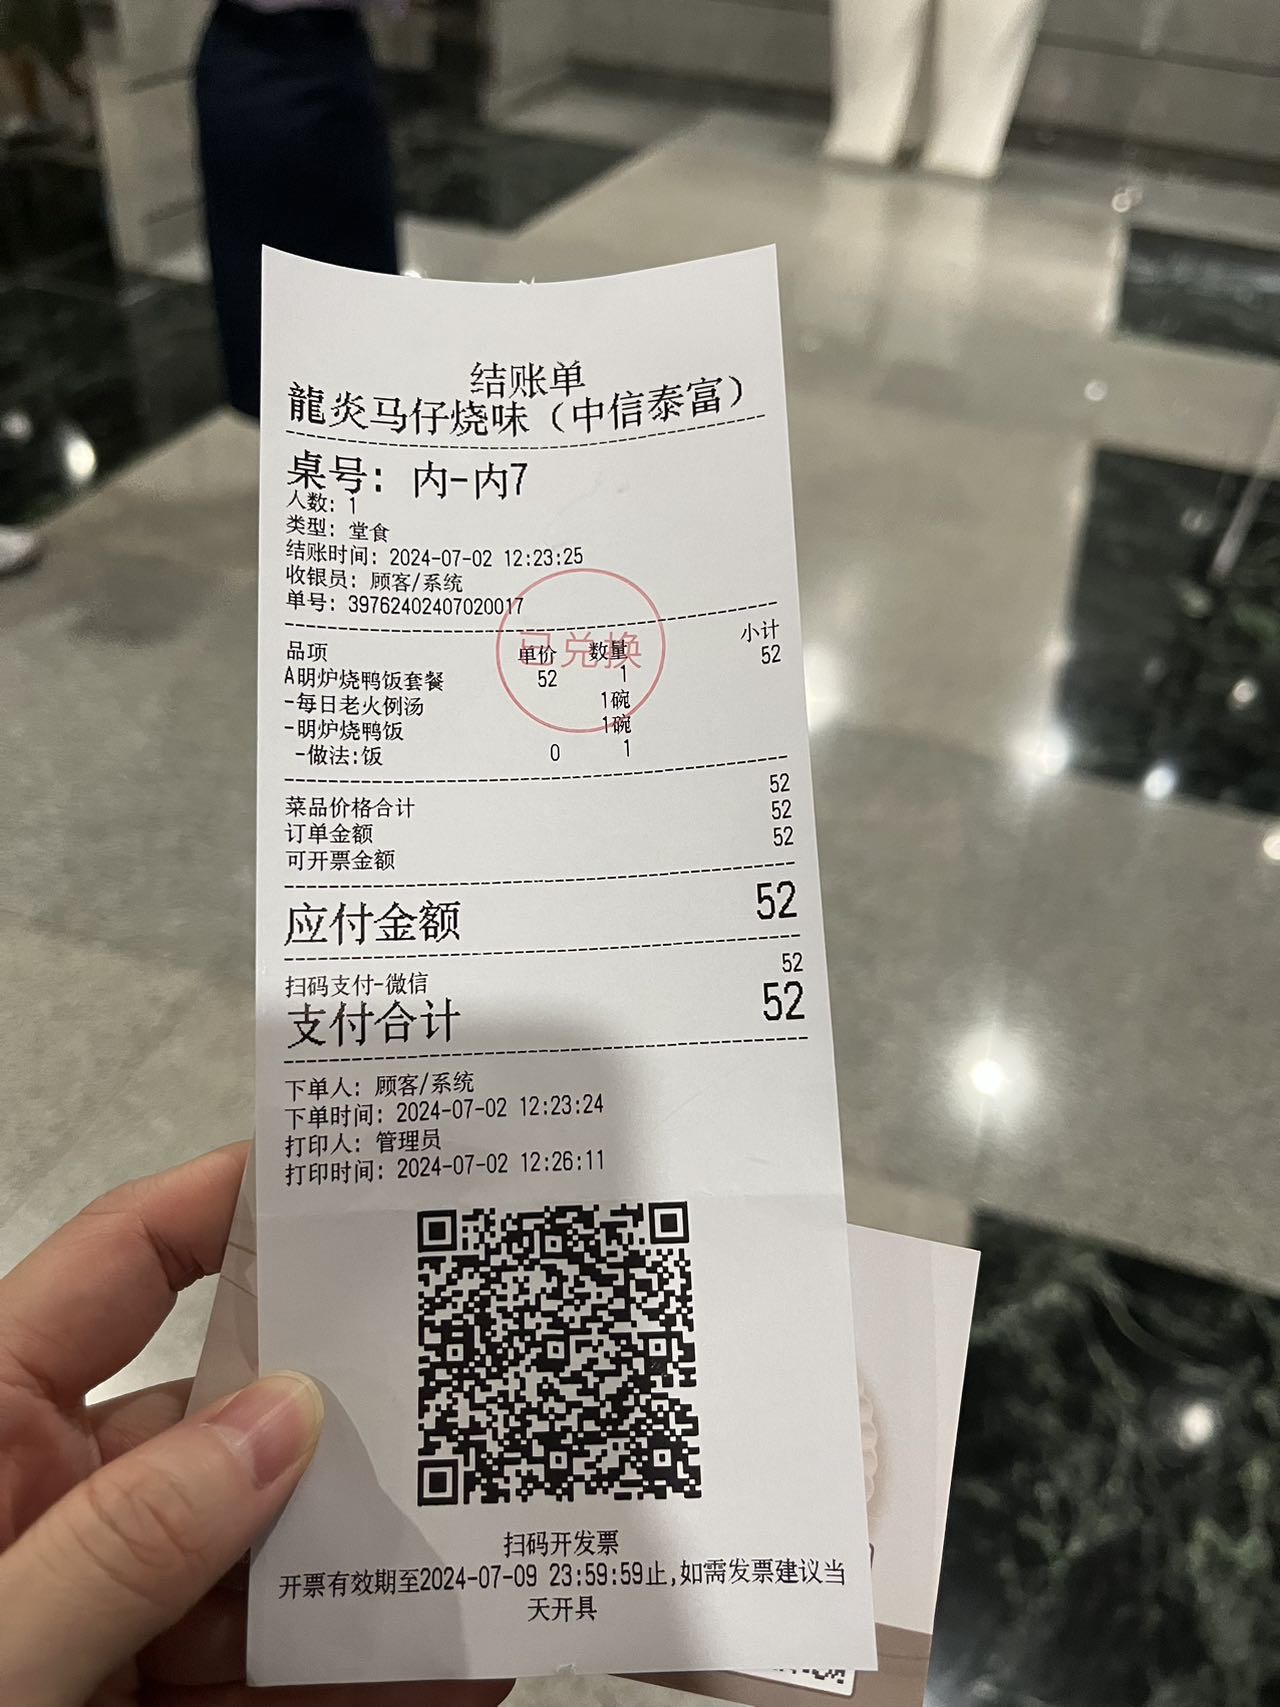 结账单
龍炎马仔烧味（中信泰富）
桌号：内-内7
人数：1
类型：堂食
结账时间：2024-07-02 12:23:25
收银员：顾客/系统
单号：39762402407020017
已兑换
品项 单价 数量 小计
A明炉烧鸭饭套餐 52 1 52
-每日老火例汤 1碗
-明炉烧鸭饭 1碗
-做法:饭 0 1
菜品价格合计 52
订单金额 52
可开票金额 52
应付金额 52
扫码支付-微信 52
支付合计 52
下单人：顾客/系统
下单时间：2024-07-02 12:23:24
打印人：管理员
打印时间：2024-07-02 12:26:11
扫码开发票
开票有效期至2024-07-09 23:59:59止,如需发票建议当
天开具